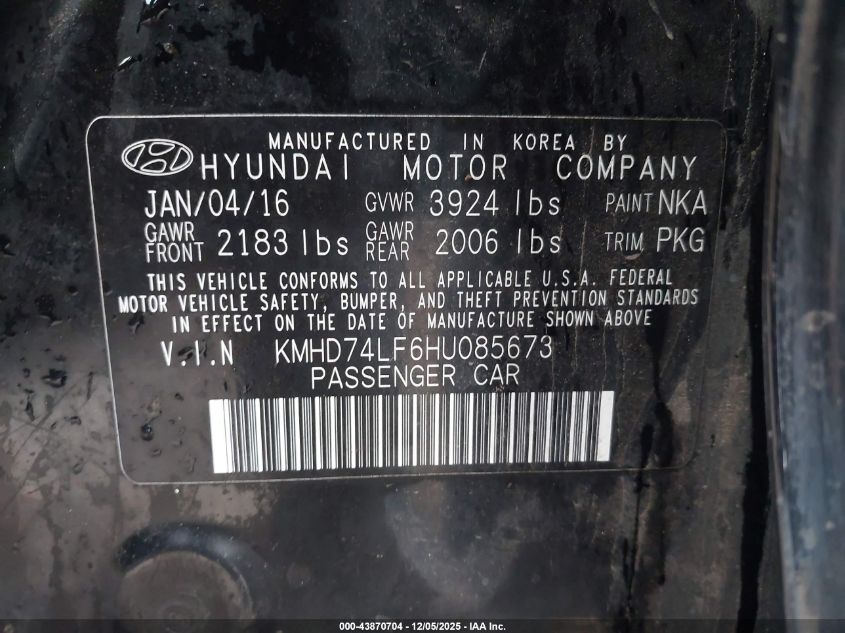 MANUFACTURED IN KOREA BY
HYUNDAI MOTOR COMPANY
JAN/04/16 GVWR 3924 lbs PAINT NKA
GAWR FRONT 2183 lbs GAWR REAR 2006 lbs TRIM PKG
THIS VEHICLE CONFORMS TO ALL APPLICABLE U.S.A. FEDERAL
MOTOR VEHICLE SAFETY, BUMPER, AND THEFT PREVENTION STANDARDS
IN EFFECT ON THE DATE OF MANUFACTURE SHOWN ABOVE
V.I.N KMHD74LF6HU085673
PASSENGER CAR
000-43870704 - 12/05/2025 - IAA Inc.